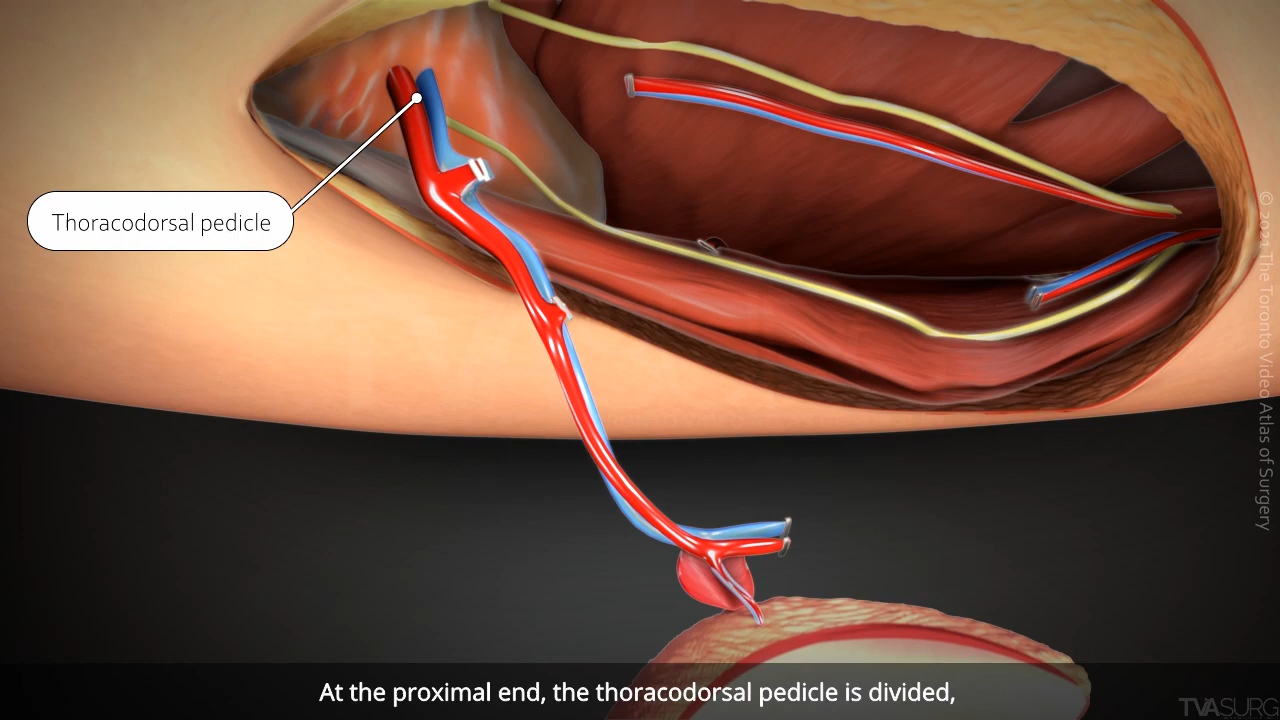 Thoracodorsal pedicle
© 2021 The Toronto Video Atlas of Surgery
At the proximal end, the thoracodorsal pedicle is divided,
TVASURG